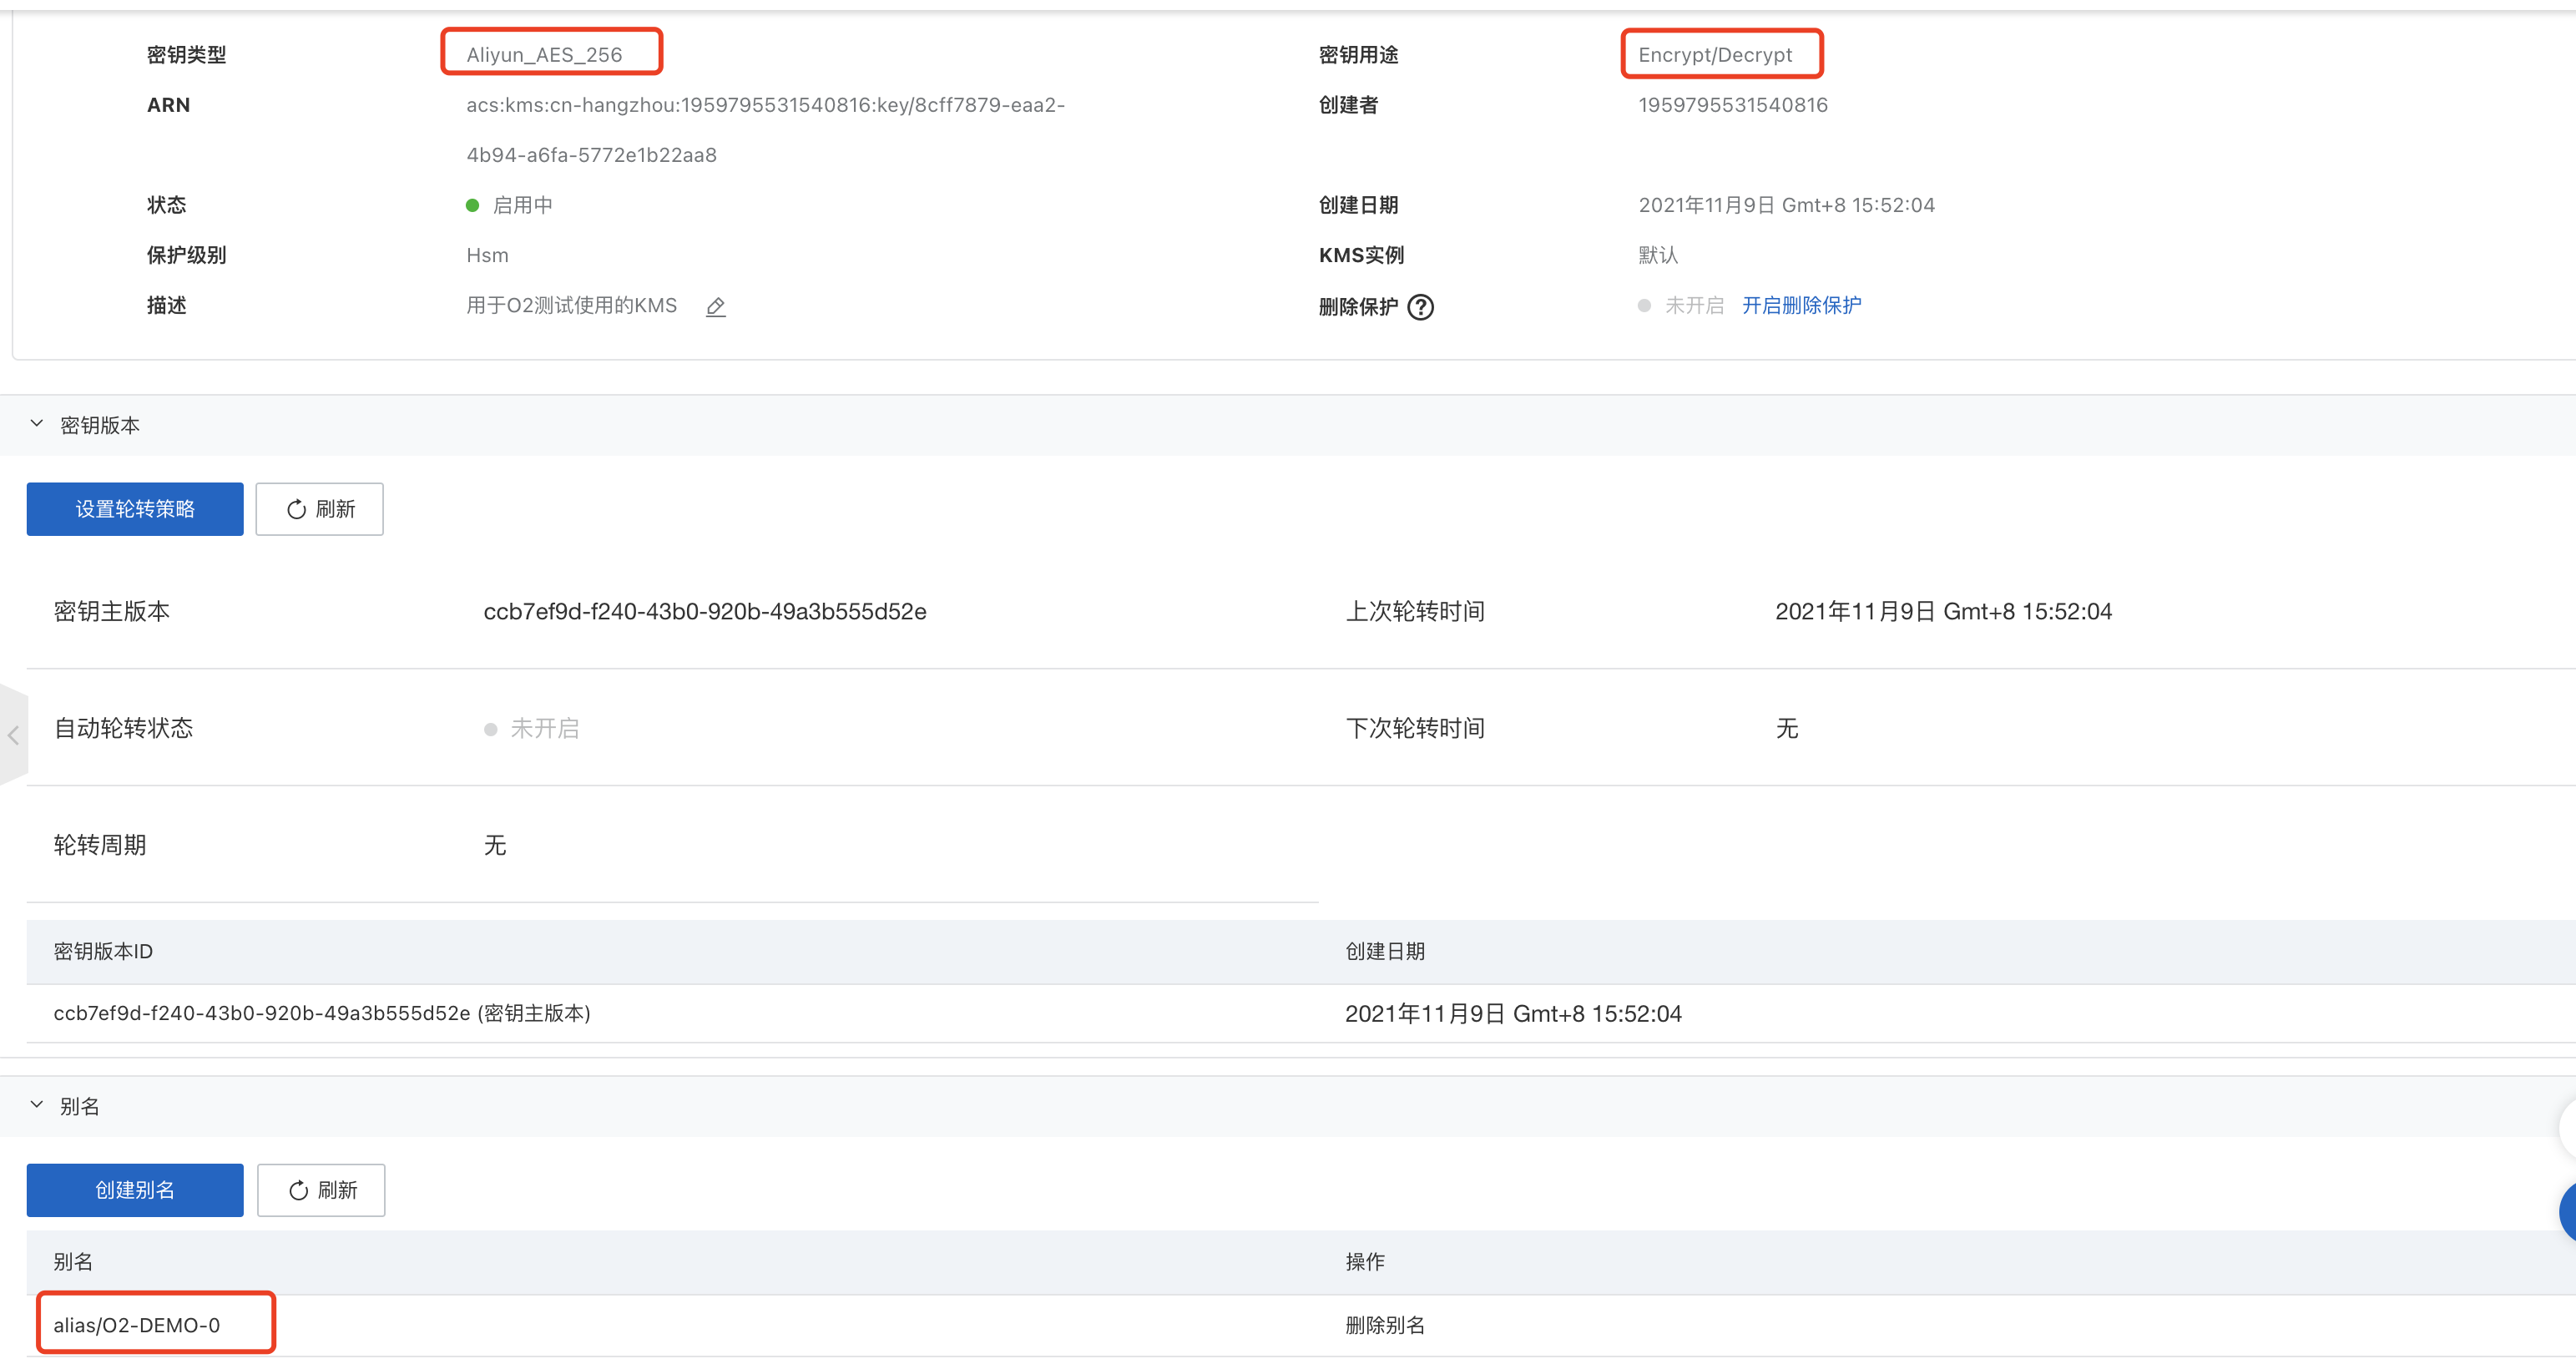 密钥类型 Aliyun_AES_256 密钥用途 Encrypt/Decrypt
ARN acs:kms:cn-hangzhou:1959795531540816:key/8cff7879-eaa2- 创建者 1959795531540816
4b94-a6fa-5772e1b22aa8
状态 启用中 创建日期 2021年11月9日 Gmt+8 15:52:04
保护级别 Hsm KMS实例 默认
描述 用于O2测试使用的KMS 删除保护 ? 未开启 开启删除保护
密钥版本
设置轮转策略 刷新
密钥主版本 ccb7ef9d-f240-43b0-920b-49a3b555d52e 上次轮转时间 2021年11月9日 Gmt+8 15:52:04
自动轮转状态 未开启 下次轮转时间 无
轮转周期 无
密钥版本ID 创建日期
ccb7ef9d-f240-43b0-920b-49a3b555d52e (密钥主版本) 2021年11月9日 Gmt+8 15:52:04
别名
创建别名 刷新
别名 操作
alias/O2-DEMO-0 删除别名